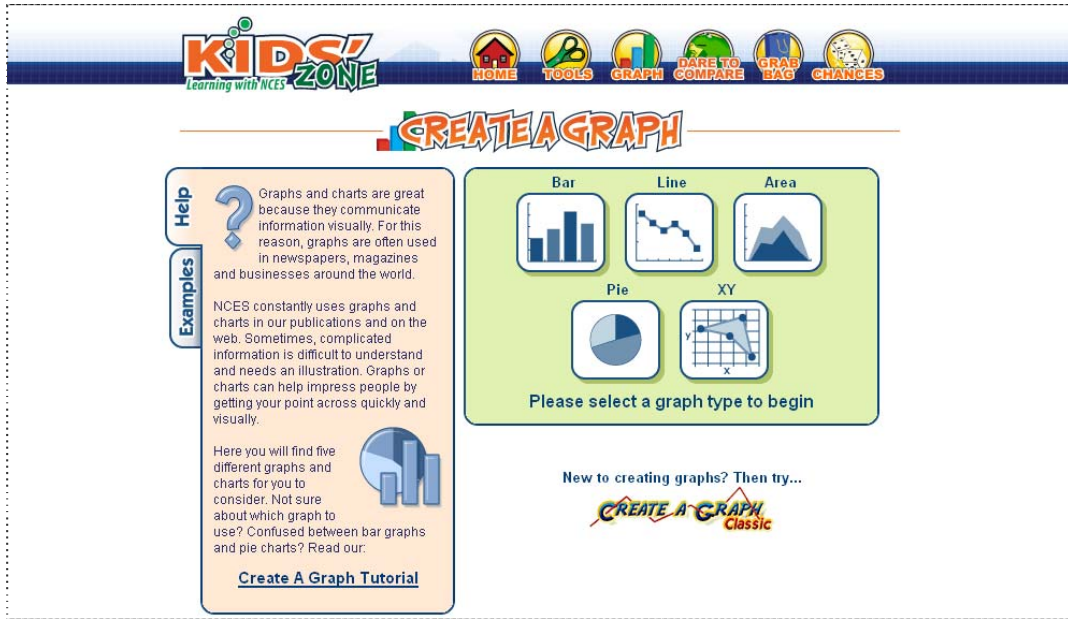 KIDS' ZONE
Learning with NCES
HOME
TOOLS
GRAPH
DARE TO COMPARE
GRAB BAG
CHANCES
CREATE A GRAPH
Help
Examples
Graphs and charts are great
because they communicate
information visually. For this
reason, graphs are often used
in newspapers, magazines
and businesses around the world.
NCES constantly uses graphs and
charts in our publications and on the
web. Sometimes, complicated
information is difficult to understand
and needs an illustration. Graphs or
charts can help impress people by
getting your point across quickly and
visually.
Here you will find five
different graphs and
charts for you to
consider. Not sure
about which graph to
use? Confused between bar graphs
and pie charts? Read our:
Create A Graph Tutorial
Bar
Line
Area
Pie
XY
Y
X
Please select a graph type to begin
New to creating graphs? Then try...
CREATE A GRAPH
Classic